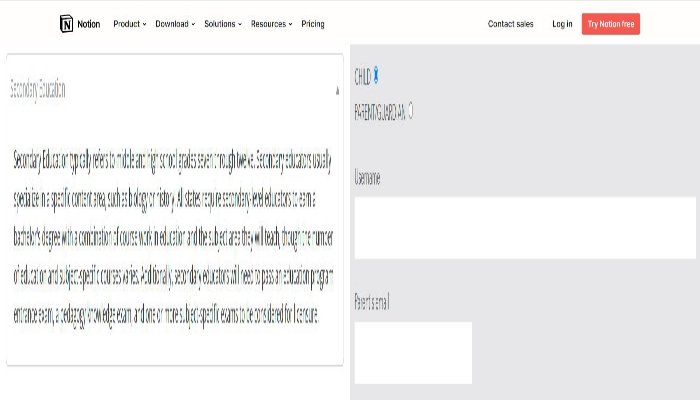 Notion Product Download Solutions Resources Pricing Contact sales Log in Try Notion free
Secondary Education
Secondary Education typically refers to middle and high school grades seven through twelve. Secondary educators usually
specialize in a specific content area, such as biology or history. All states require secondary-level educators to earn a
bachelor's degree with a combination of course work in education and the subject area they will teach, though the number
of education and subject-specific courses varies. Additionally, secondary educators will need to pass an education program
entrance exam, a pedagogy knowledge exam, and one or more subject-specific exams to be considered for licensure.
CHILD
PARENT/GUARDIAN
Username
Parent's email